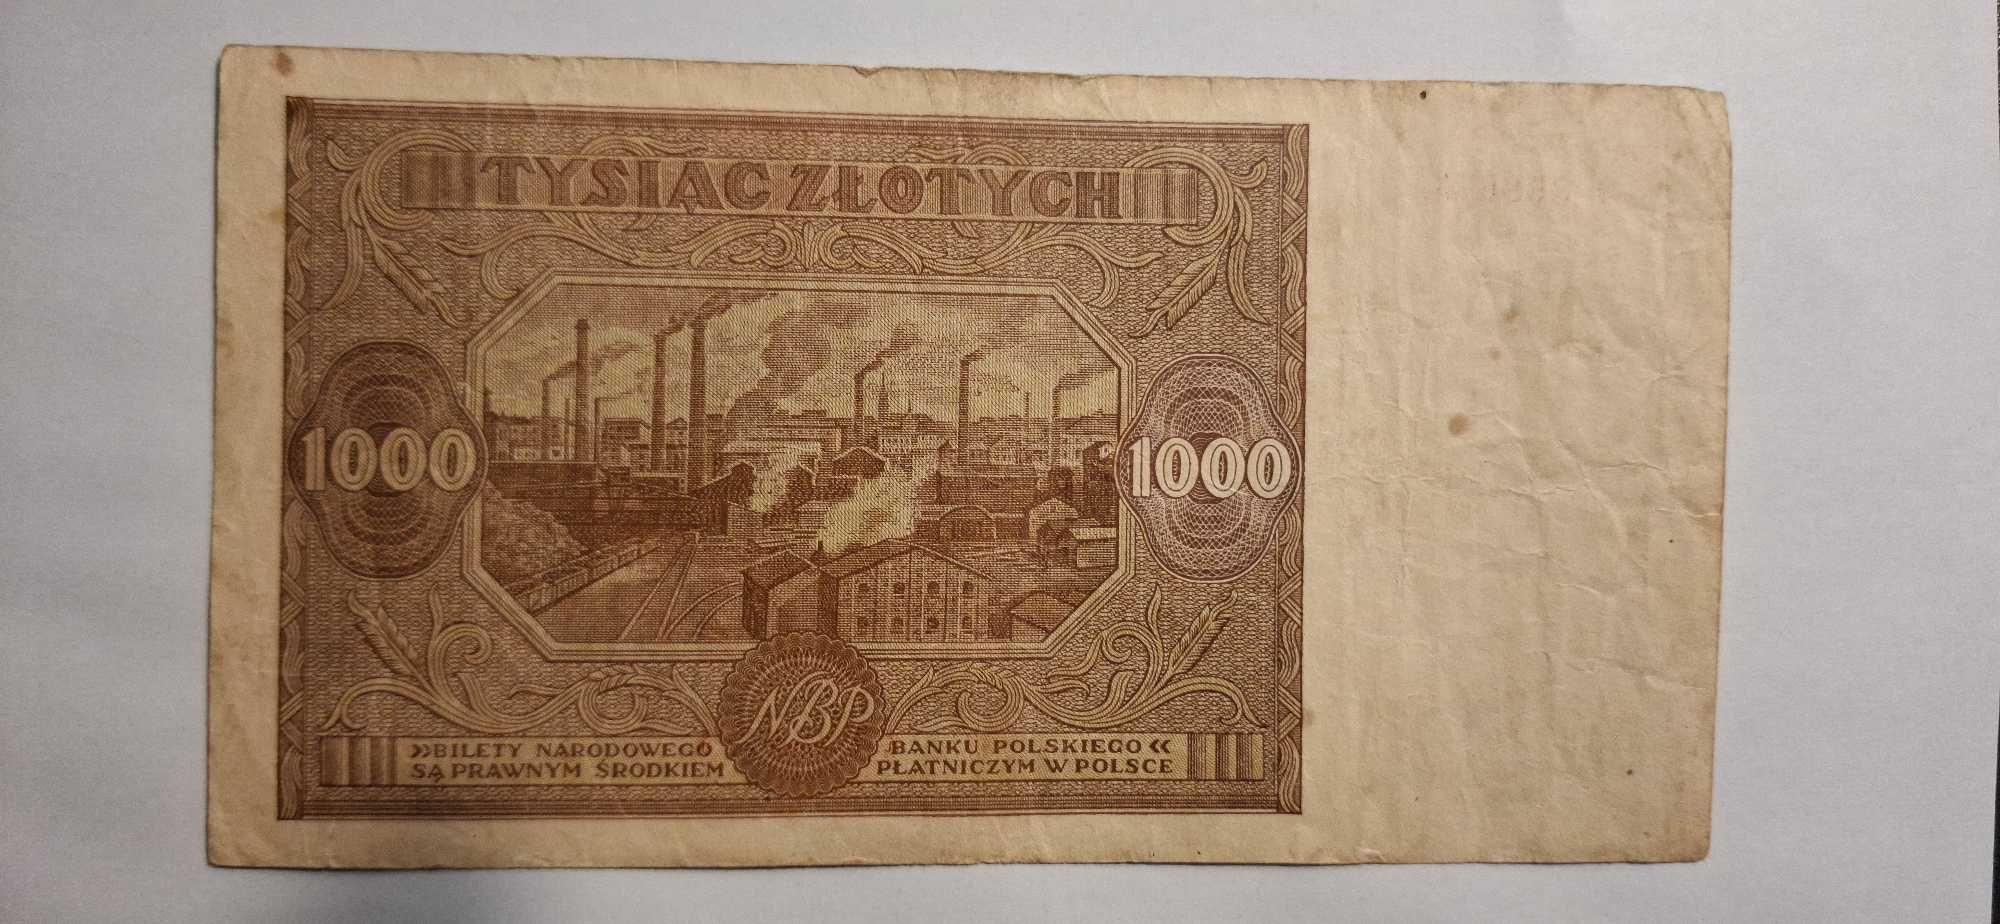 TYSIĄC ZŁOTYCH
1000 1000
NBP
»BILETY NARODOWEGO BANKU POLSKIEGO«
SĄ PRAWNYM ŚRODKIEM PŁATNICZYM W POLSCE